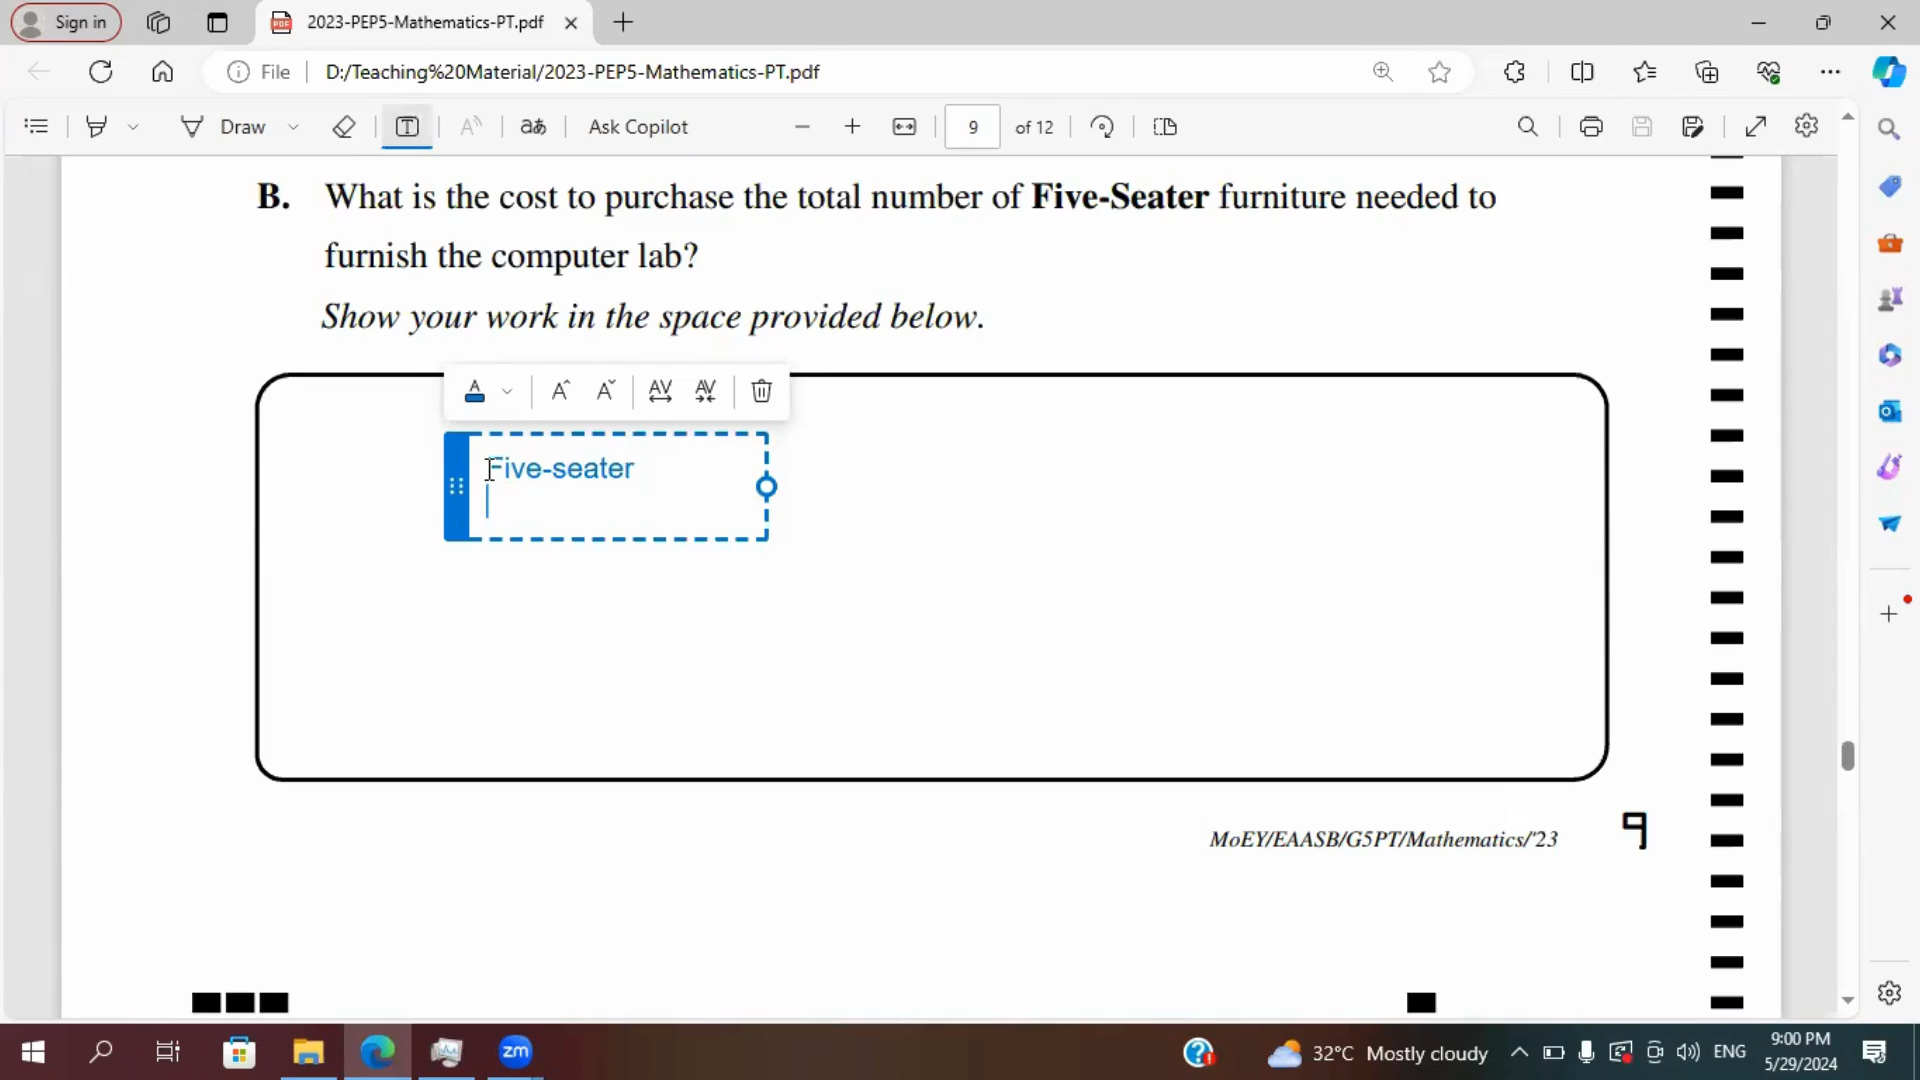 Sign in
2023-PEP5-Mathematics-PT.pdf
File
D:/Teaching%20Material/2023-PEP5-Mathematics-PT.pdf
Draw
aあ
Ask Copilot
9 of 12
B. What is the cost to purchase the total number of Five-Seater furniture needed to
furnish the computer lab?
Show your work in the space provided below.
Five-seater
MoEY/EAASB/G5PT/Mathematics/'23
9
zm
32°C Mostly cloudy
ENG
9:00 PM
5/29/2024